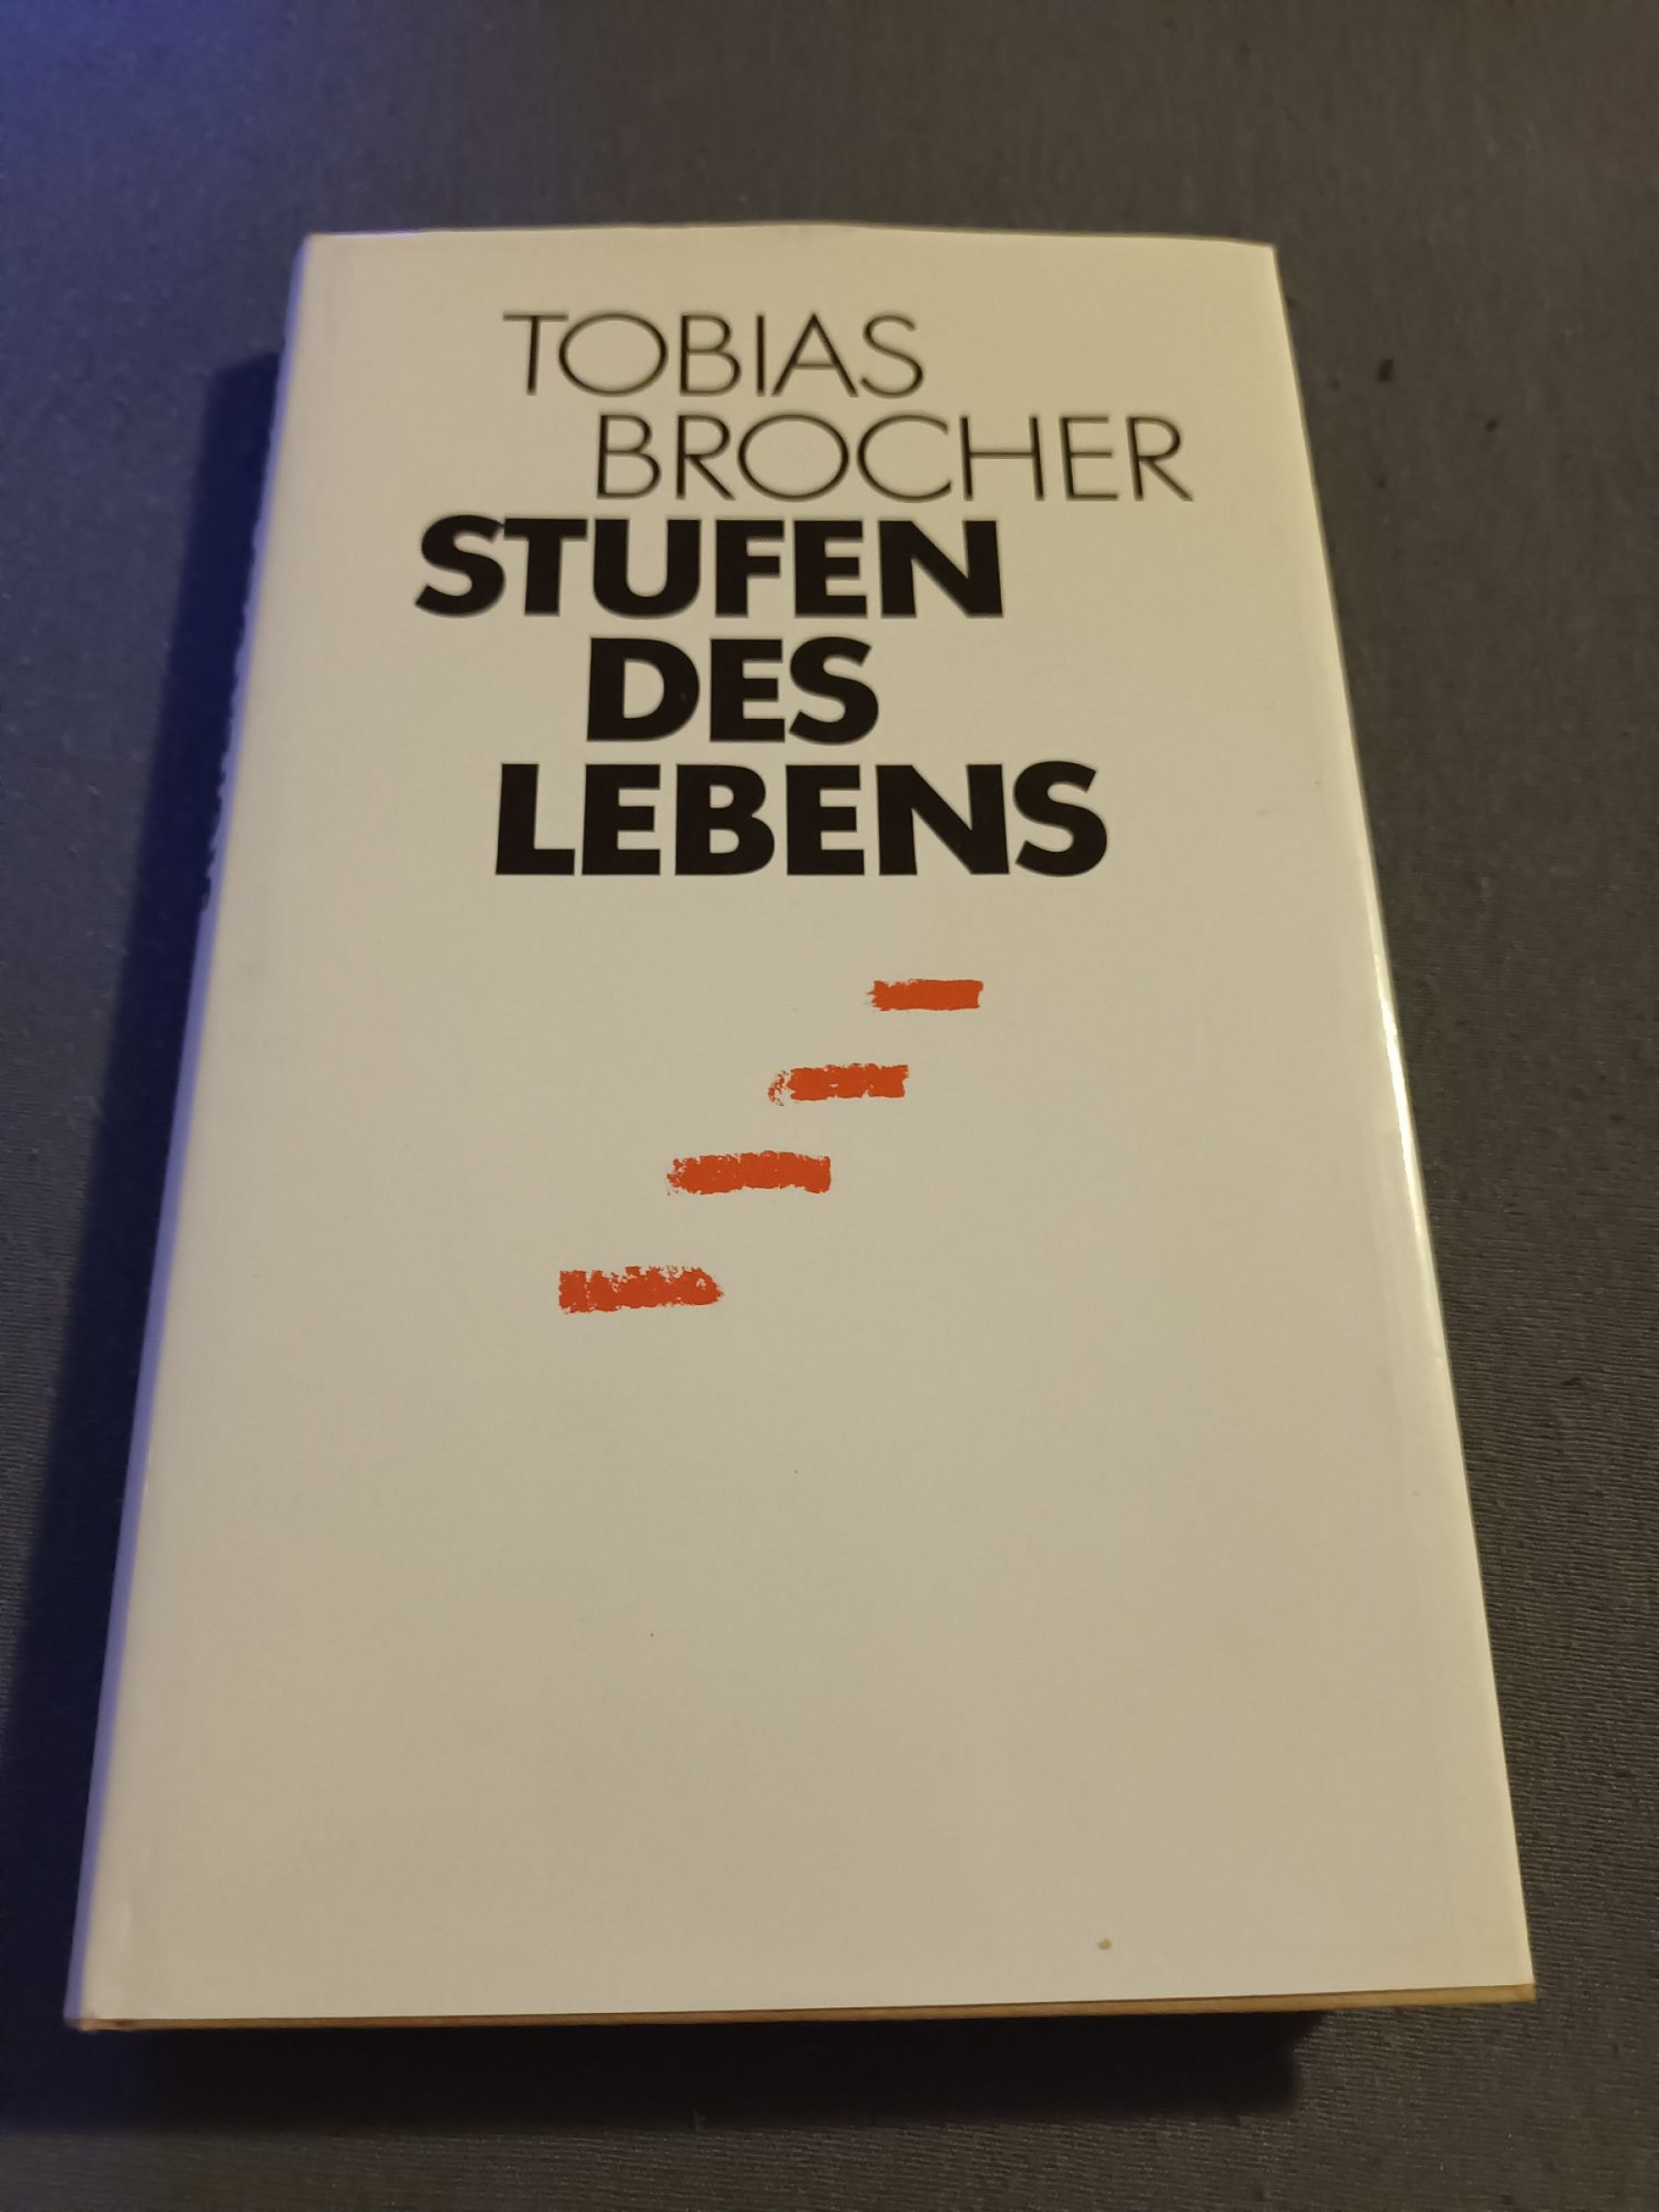 TOBIAS
BROCHER
STUFEN
DES
LEBENS